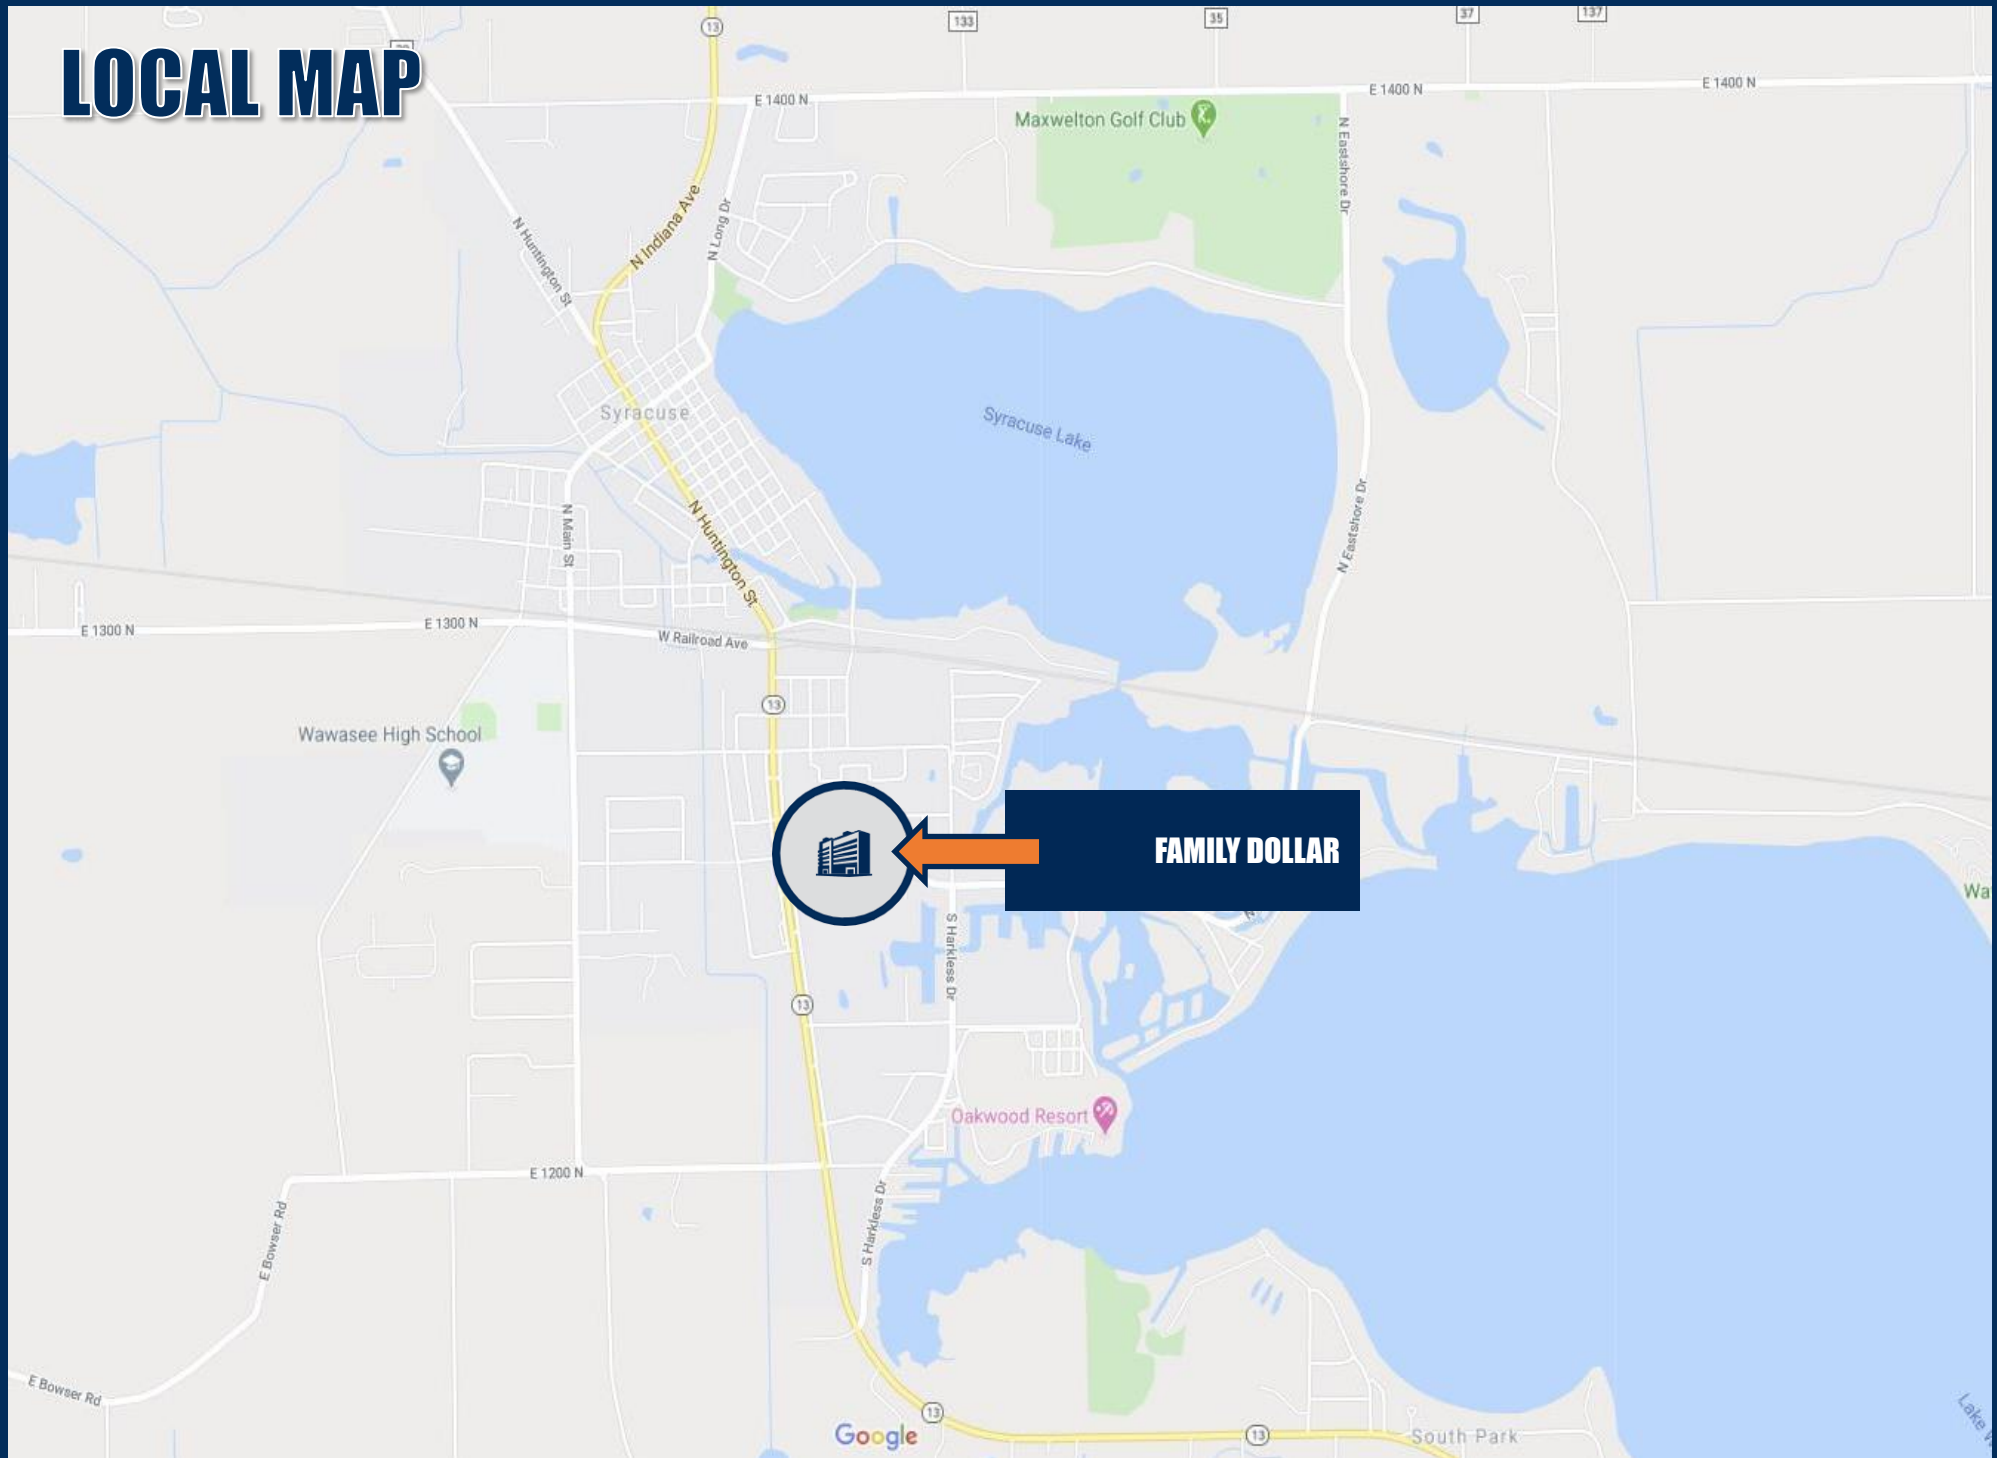 LOCAL MAP
13
133
35
37
137
E 1400 N
E 1400 N
E 1400 N
Maxwelton Golf Club
N Eastshore Dr
N Indiana Ave
N Long Dr
N Huntington St
Syracuse
Syracuse Lake
N Eastshore Dr
N Main St
N Huntington St
E 1300 N
E 1300 N
W Railroad Ave
13
Wawasee High School
FAMILY DOLLAR
Wa
S Harkless Dr
13
Oakwood Resort
E 1200 N
S Harkless Dr
E Bowser Rd
E Bowser Rd
Lake W
13
Google
13
South Park